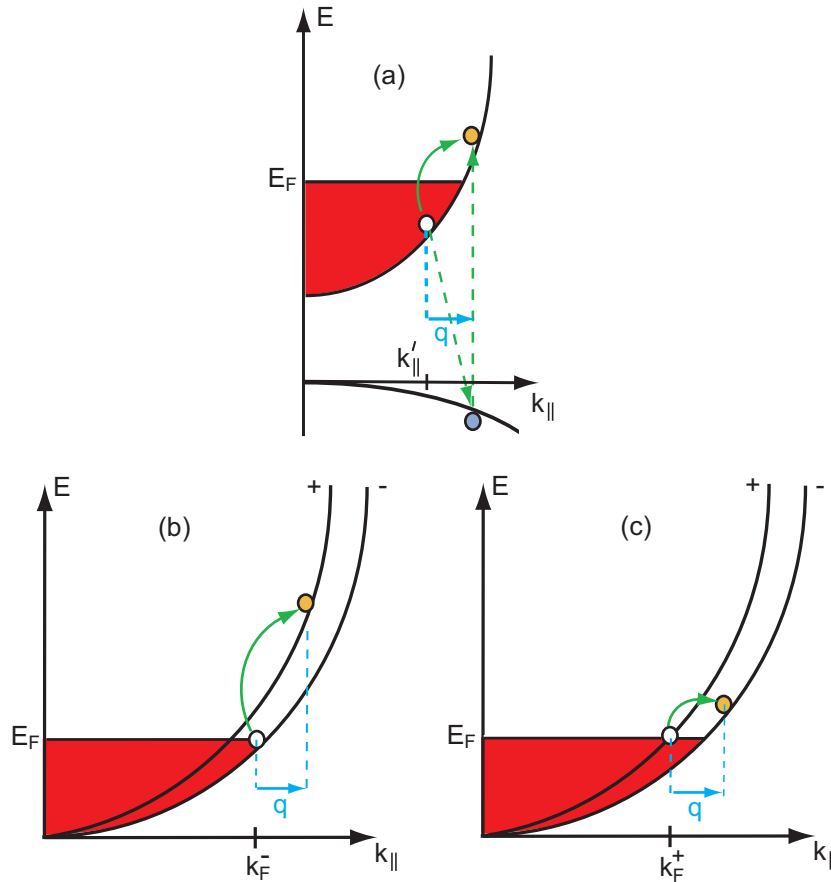 E
(a)
E_F
q
k′_∥
k_∥
E
+ -
(b)
E_F
q
k_F^-
k_∥
E
+ -
(c)
E_F
q
k_F^+
k_∥